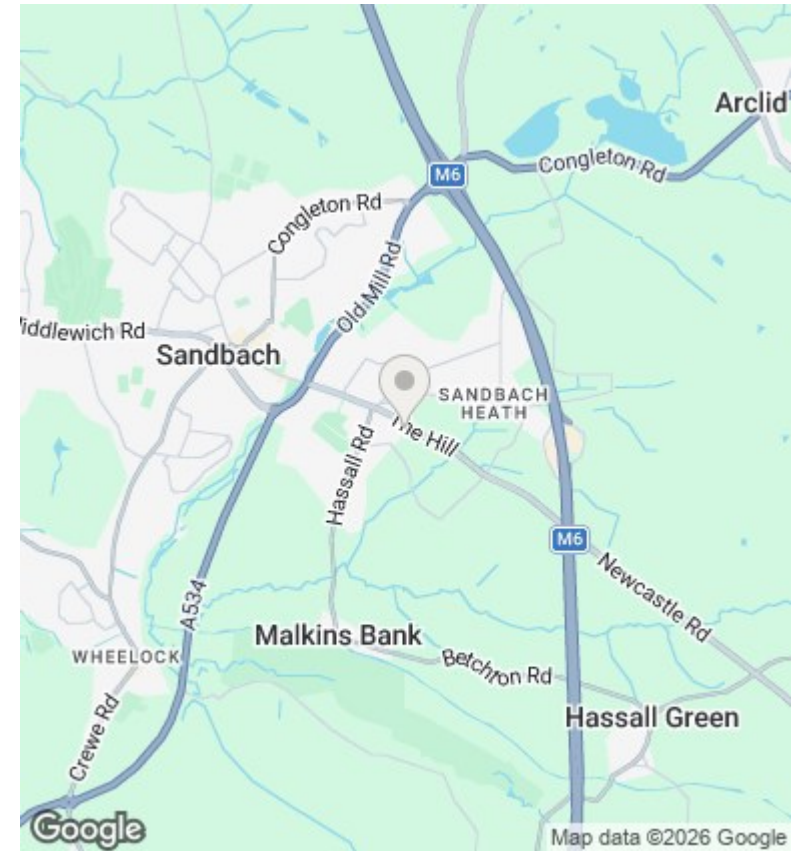 Arclid
Congleton Rd
M6
Congleton Rd
Old Mill Rd
iddlewich Rd
Sandbach
SANDBACH
HEATH
The Hill
Hassall Rd
M6
Newcastle Rd
A534
Malkins Bank
WHEELOCK
Betchton Rd
Crewe Rd
Hassall Green
Google
Map data ©2026 Google